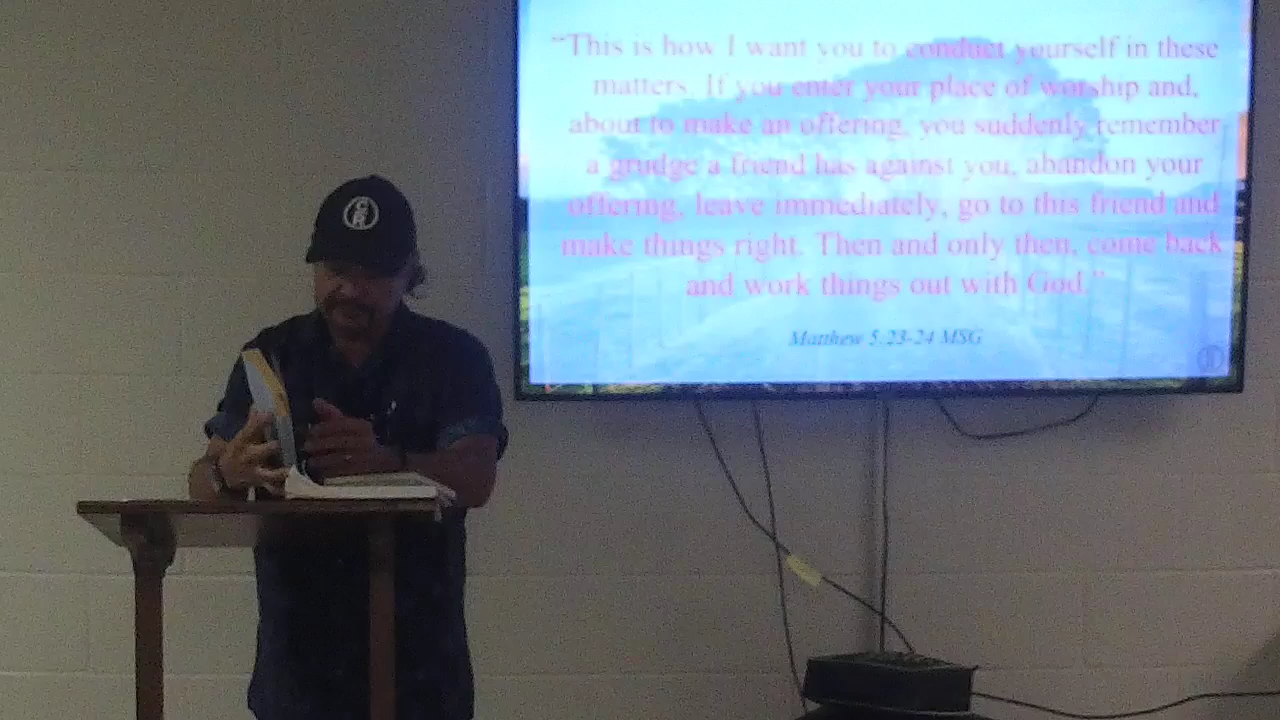 “This is how I want you to conduct yourself in these
matters. If you enter your place of worship and,
about to make an offering, you suddenly remember
a grudge a friend has against you, abandon your
offering, leave immediately, go to this friend and
make things right. Then and only then, come back
and work things out with God.”
Matthew 5.23-24 MSG